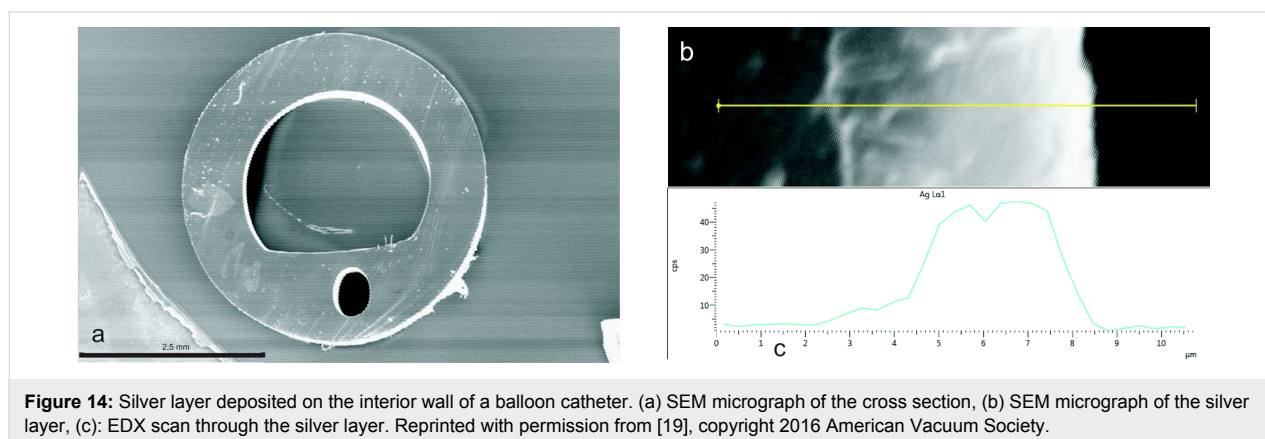 a
2,5 mm
b
Ag Lα1
cps
40
30
20
10
0 1 2 3 4 5 6 7 8 9 10
µm
c
Figure 14: Silver layer deposited on the interior wall of a balloon catheter. (a) SEM micrograph of the cross section, (b) SEM micrograph of the silver
layer, (c): EDX scan through the silver layer. Reprinted with permission from [19], copyright 2016 American Vacuum Society.